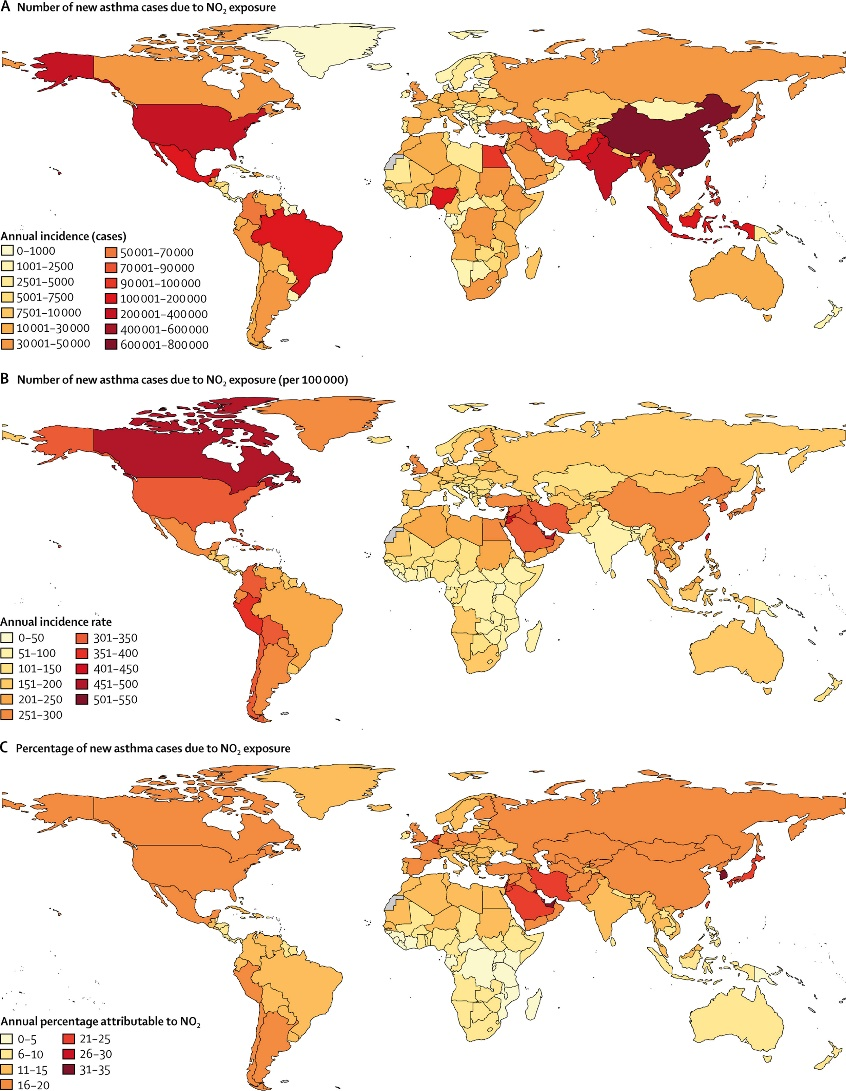 A Number of new asthma cases due to NO₂ exposure
Annual incidence (cases)
0–1000
1001–2500
2501–5000
5001–7500
7501–10 000
10 001–30 000
30 001–50 000
50 001–70 000
70 001–90 000
90 001–100 000
100 001–200 000
200 001–400 000
400 001–600 000
600 001–800 000
B Number of new asthma cases due to NO₂ exposure (per 100 000)
Annual incidence rate
0–50
51–100
101–150
151–200
201–250
251–300
301–350
351–400
401–450
451–500
501–550
C Percentage of new asthma cases due to NO₂ exposure
Annual percentage attributable to NO₂
0–5
6–10
11–15
16–20
21–25
26–30
31–35